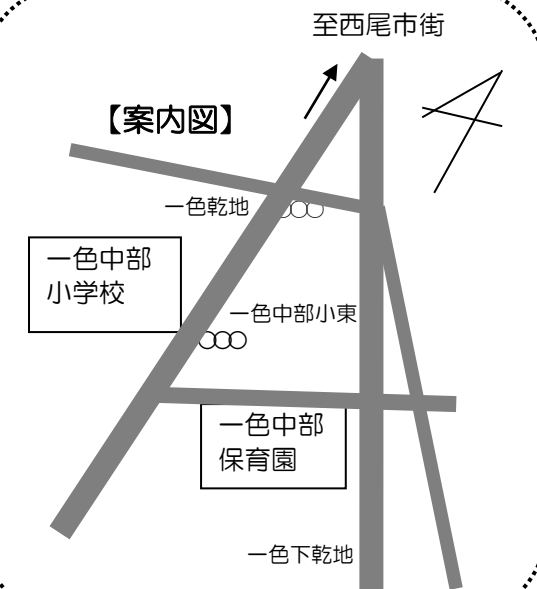 至西尾市街
【案内図】
一色乾地
一色中部
小学校
一色中部小東
一色中部
保育園
一色下乾地